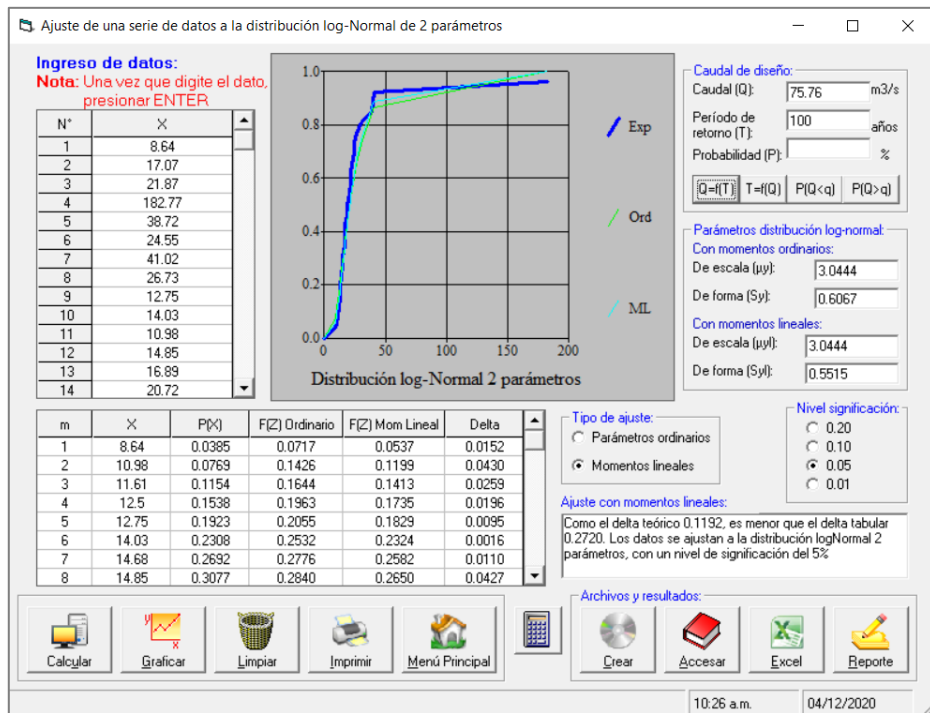 Ajuste de una serie de datos a la distribución log-Normal de 2 parámetros
Ingreso de datos:
Nota: Una vez que digite el dato,
presionar ENTER
N° X
1 8.64
2 17.07
3 21.87
4 182.77
5 38.72
6 24.55
7 41.02
8 26.73
9 12.75
10 14.03
11 10.98
12 14.85
13 16.89
14 20.72
1.0
0.8
0.6
0.4
0.2
0.0
0 50 100 150 200
Exp
Ord
ML
Distribución log-Normal 2 parámetros
Caudal de diseño:
Caudal (Q): 75.76 m3/s
Período de
retorno (T): 100 años
Probabilidad (P): %
Q=f(T) T=f(Q) P(Q<q) P(Q>q)
Parámetros distribución log-normal:
Con momentos ordinarios:
De escala (μy): 3.0444
De forma (Sy): 0.6067
Con momentos lineales:
De escala (μyl): 3.0444
De forma (Syl): 0.5515
m X P(X) F(Z) Ordinario F(Z) Mom Lineal Delta
1 8.64 0.0385 0.0717 0.0537 0.0152
2 10.98 0.0769 0.1426 0.1199 0.0430
3 11.61 0.1154 0.1644 0.1413 0.0259
4 12.5 0.1538 0.1963 0.1735 0.0196
5 12.75 0.1923 0.2055 0.1829 0.0095
6 14.03 0.2308 0.2532 0.2324 0.0016
7 14.68 0.2692 0.2776 0.2582 0.0110
8 14.85 0.3077 0.2840 0.2650 0.0427
Tipo de ajuste:
Parámetros ordinarios
Momentos lineales
Nivel significación:
0.20
0.10
0.05
0.01
Ajuste con momentos lineales:
Como el delta teórico 0.1192, es menor que el delta tabular
0.2720. Los datos se ajustan a la distribución logNormal 2
parámetros, con un nivel de significación del 5%
Calcular Graficar Limpiar Imprimir Menú Principal
Archivos y resultados:
Crear Accesar Excel Reporte
10:26 a.m. 04/12/2020